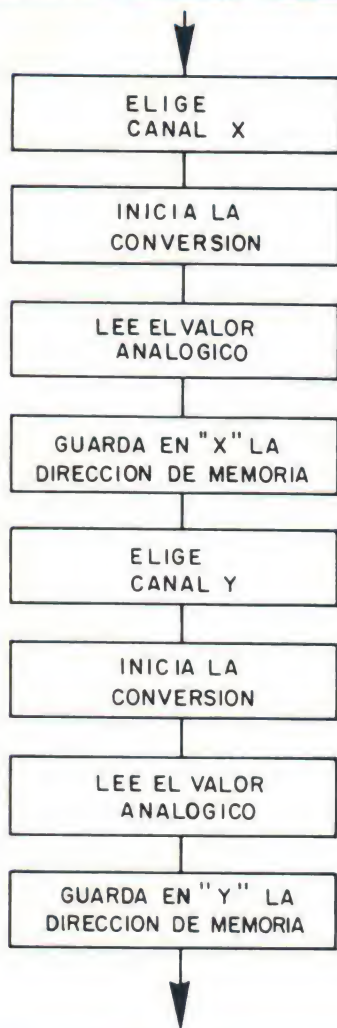 ELIGE
CANAL X
INICIA LA
CONVERSION
LEE EL VALOR
ANALOGICO
GUARDA EN "X" LA
DIRECCION DE MEMORIA
ELIGE
CANAL Y
INICIA LA
CONVERSION
LEE EL VALOR
ANALOGICO
GUARDA EN "Y" LA
DIRECCION DE MEMORIA